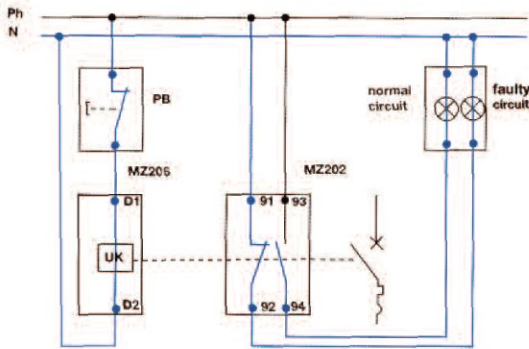 Ph
N
PB
normal circuit
faulty circuit
MZ206
MZ202
D1
91
93
UK
D2
92
94